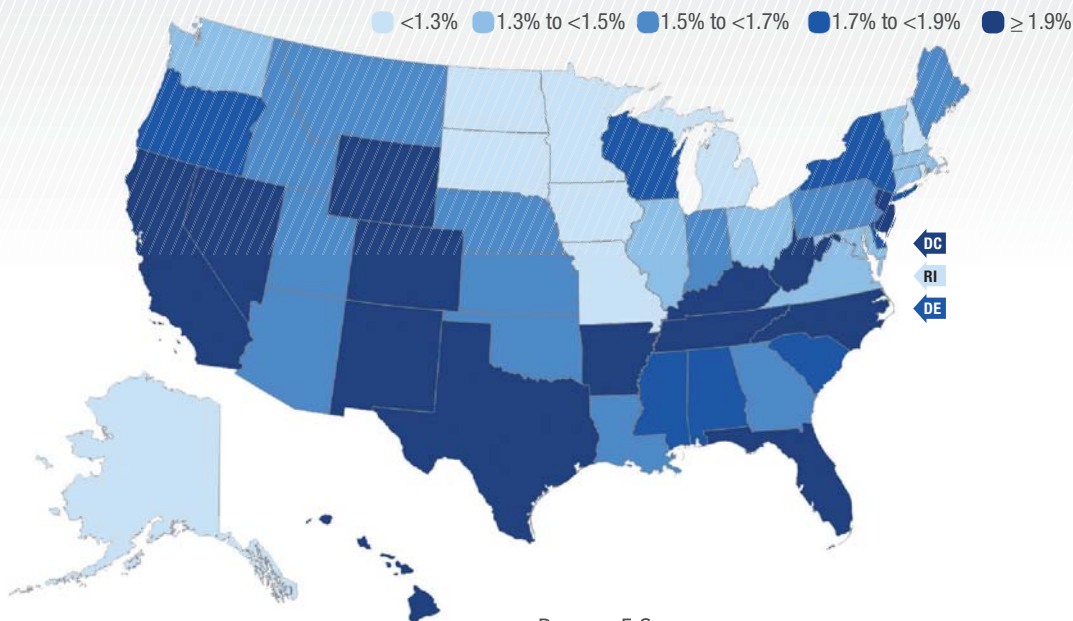 <1.3% 1.3% to <1.5% 1.5% to <1.7% 1.7% to <1.9% ≥ 1.9%
DC
RI
DE